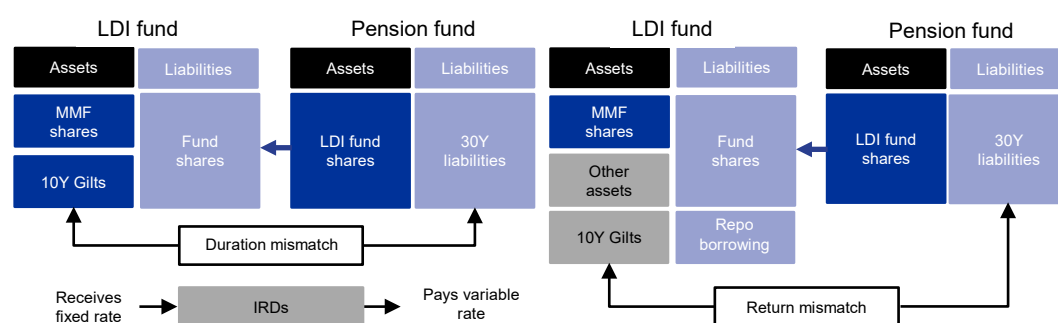 LDI fund
Pension fund
Assets
Liabilities
Assets
Liabilities
MMF
shares
10Y Gilts
Fund
shares
LDI fund
shares
30Y
liabilities
Duration mismatch
Receives
fixed rate
IRDs
Pays variable
rate
LDI fund
Pension fund
Assets
Liabilities
Assets
Liabilities
MMF
shares
Other
assets
10Y Gilts
Fund
shares
Repo
borrowing
LDI fund
shares
30Y
liabilities
Return mismatch